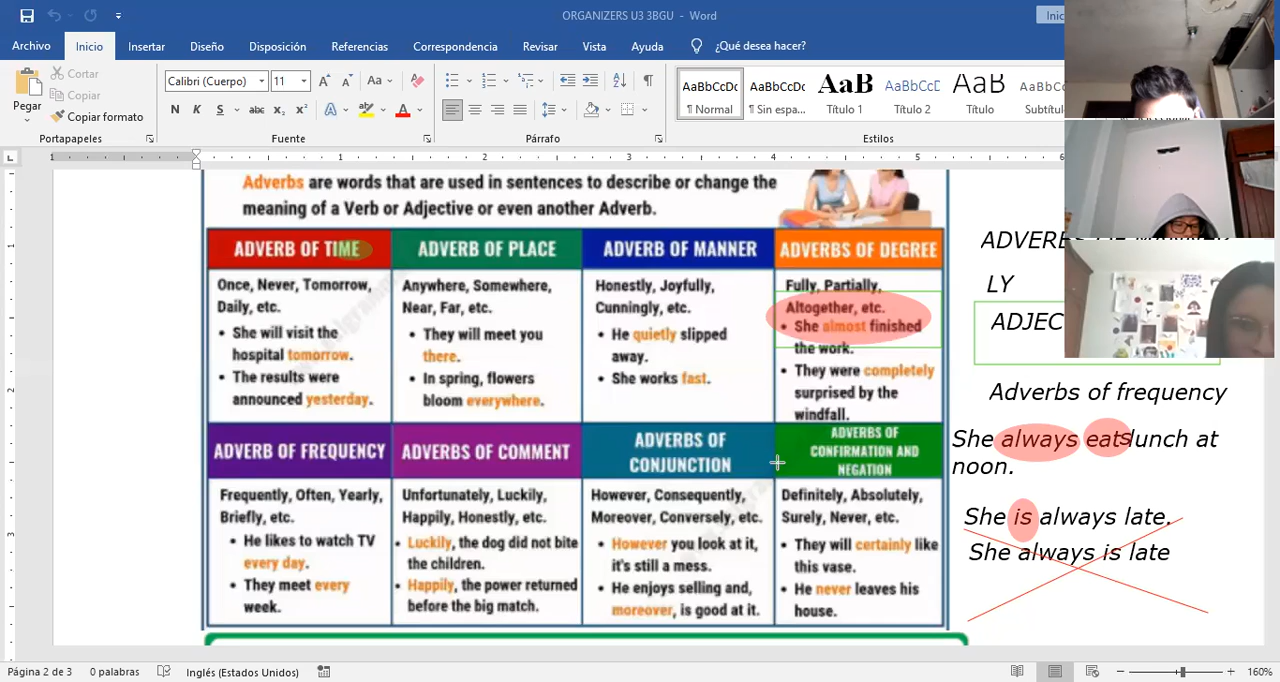 ORGANIZERS U3 3BGU - Word
Inic
Archivo Inicio Insertar Diseño Disposición Referencias Correspondencia Revisar Vista Ayuda ¿Qué desea hacer?
Pegar
Cortar
Copiar
Copiar formato
Calibri (Cuerpo) 11
AaBbCcDc AaBbCcDc AaB AaBbCcD AaB AaBbCcD
¶ Normal ¶ Sin espa... Título 1 Título 2 Título Subtítul
Portapapeles Fuente Párrafo Estilos
Adverbs are words that are used in sentences to describe or change the
meaning of a Verb or Adjective or even another Adverb.
ADVERB OF TIME
Once, Never, Tomorrow,
Daily, etc.
• She will visit the
hospital tomorrow.
• The results were
announced yesterday.
ADVERB OF PLACE
Anywhere, Somewhere,
Near, Far, etc.
• They will meet you
there.
• In spring, flowers
bloom everywhere.
ADVERB OF MANNER
Honestly, Joyfully,
Cunningly, etc.
• He quietly slipped
away.
• She works fast.
ADVERBS OF DEGREE
Fully, Partially,
Altogether, etc.
• She almost finished
the work.
• They were completely
surprised by the
windfall.
ADVERB OF FREQUENCY
Frequently, Often, Yearly,
Briefly, etc.
• He likes to watch TV
every day.
• They meet every
week.
ADVERBS OF COMMENT
Unfortunately, Luckily,
Happily, Honestly, etc.
• Luckily, the dog did not bite
the children.
• Happily, the power returned
before the big match.
ADVERBS OF
CONJUNCTION
However, Consequently,
Moreover, Conversely, etc.
• However you look at it,
it's still a mess.
• He enjoys selling and,
moreover, is good at it.
ADVERBS OF
CONFIRMATION AND
NEGATION
Definitely, Absolutely,
Surely, Never, etc.
• They will certainly like
this vase.
• He never leaves his
house.
LY
ADJEC
Adverbs of frequency
She always eats lunch at
noon.
She is always late.
She always is late
Página 2 de 3 0 palabras Inglés (Estados Unidos) 160%